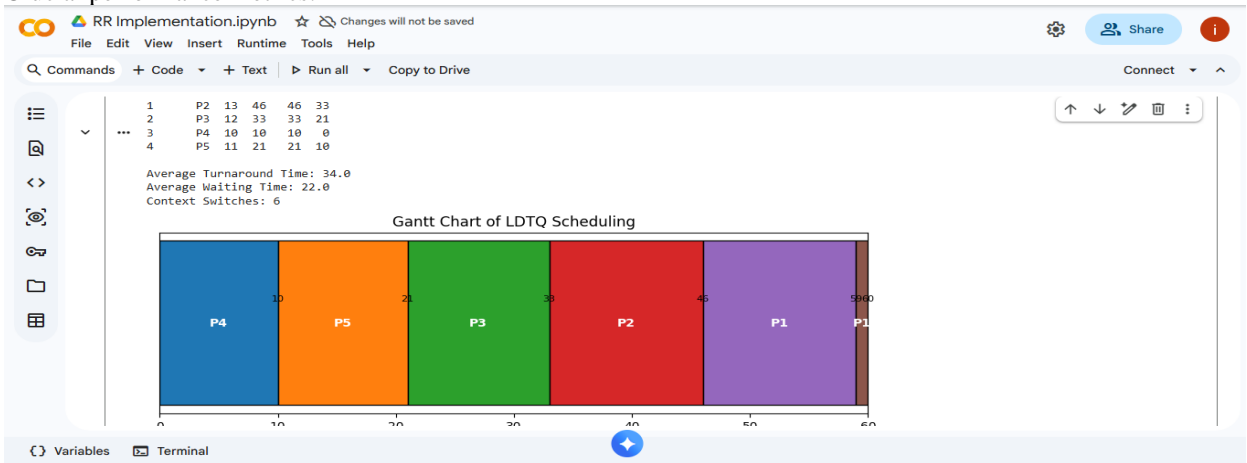 RR Implementation.ipynb Changes will not be saved
Share
i
File Edit View Insert Runtime Tools Help
Commands + Code + Text Run all Copy to Drive
Connect
1 P2 13 46 46 33
2 P3 12 33 33 21
3 P4 10 10 10 0
4 P5 11 21 21 10
Average Turnaround Time: 34.0
Average Waiting Time: 22.0
Context Switches: 6
Gantt Chart of LDTQ Scheduling
10 21 33 46 59 60
P4 P5 P3 P2 P1 P1
0 10 20 30 40 50 60
Variables Terminal